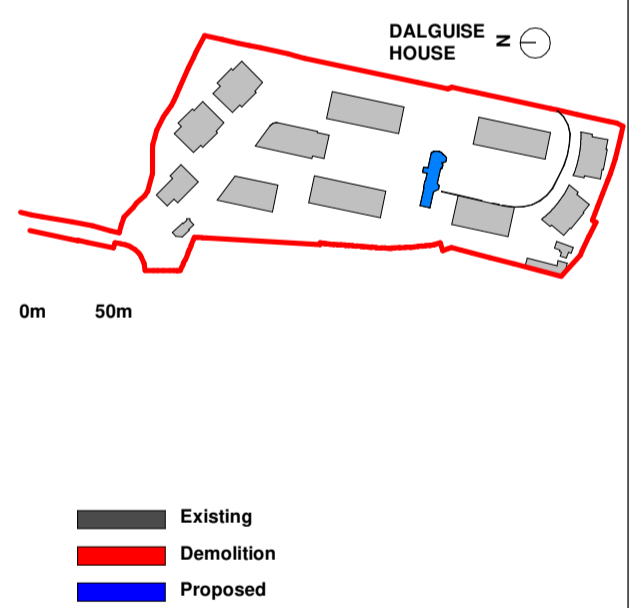 DALGUISE
HOUSE
N
0m 50m
Existing
Demolition
Proposed